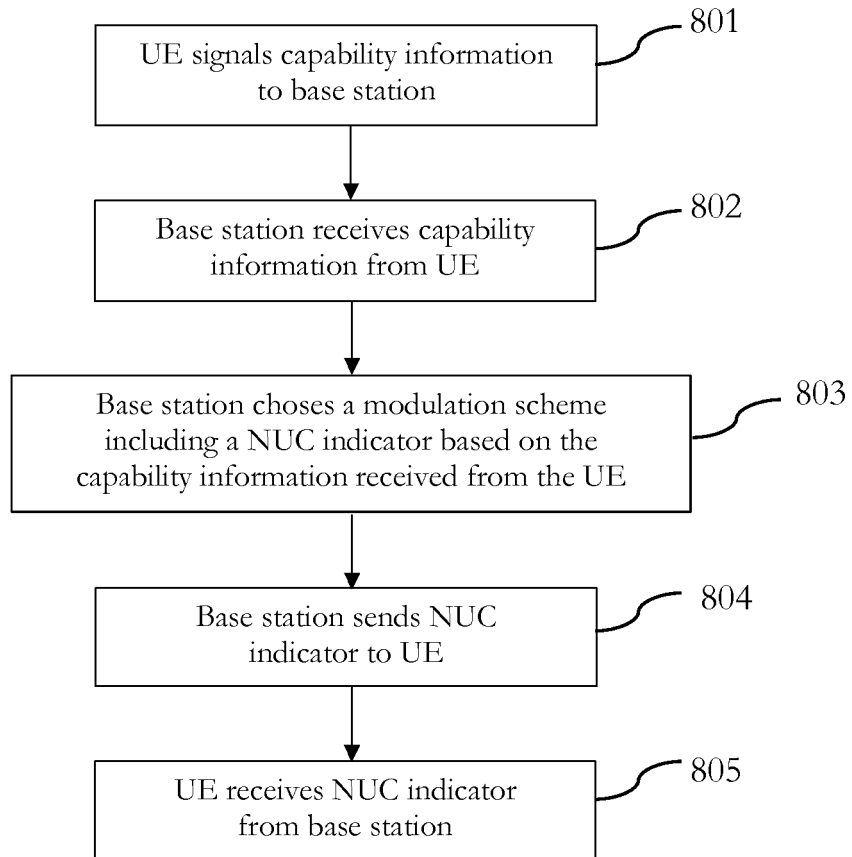 801
UE signals capability information
to base station
802
Base station receives capability
information from UE
803
Base station choses a modulation scheme
including a NUC indicator based on the
capability information received from the UE
804
Base station sends NUC
indicator to UE
805
UE receives NUC indicator
from base station